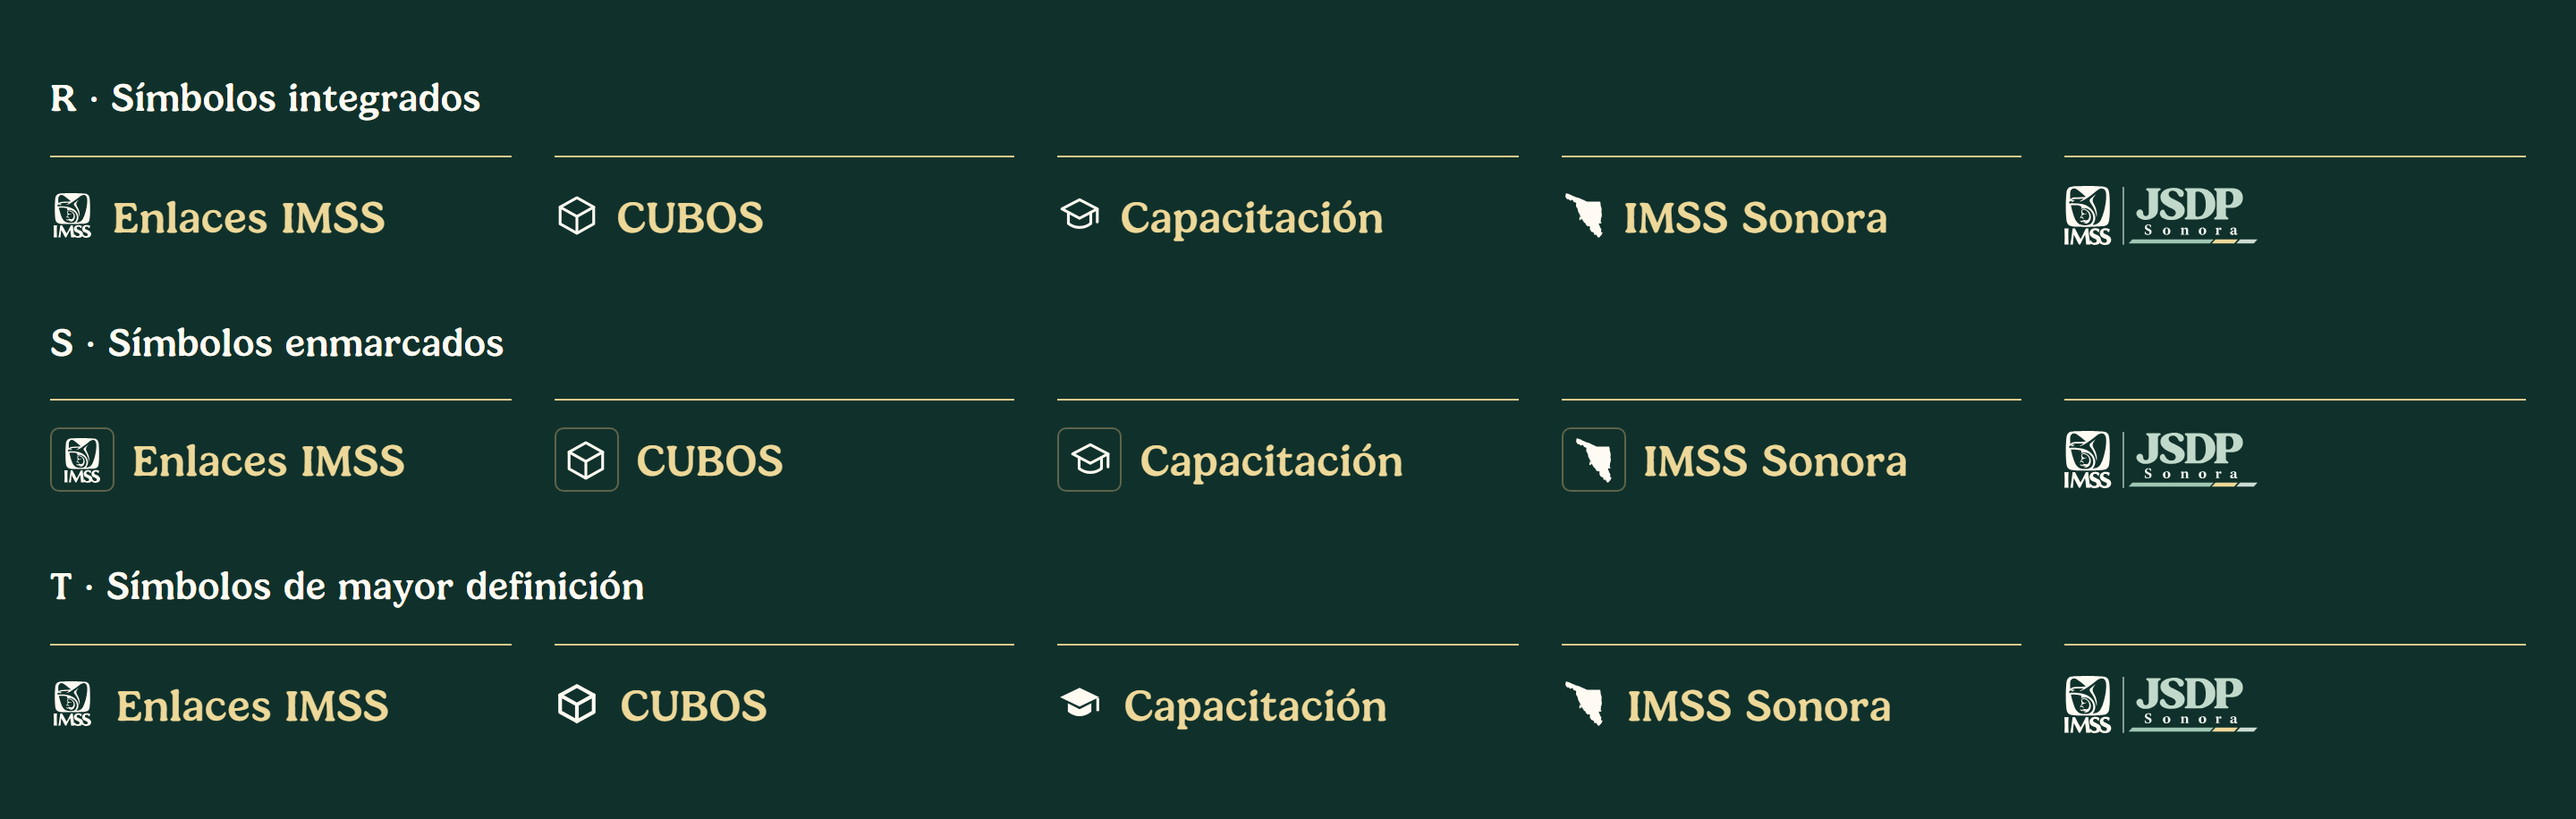 R · Símbolos integrados
IMSS Enlaces IMSS
CUBOS
Capacitación
IMSS Sonora
IMSS JSDP
Sonora
S · Símbolos enmarcados
IMSS Enlaces IMSS
CUBOS
Capacitación
IMSS Sonora
IMSS JSDP
Sonora
T · Símbolos de mayor definición
IMSS Enlaces IMSS
CUBOS
Capacitación
IMSS Sonora
IMSS JSDP
Sonora